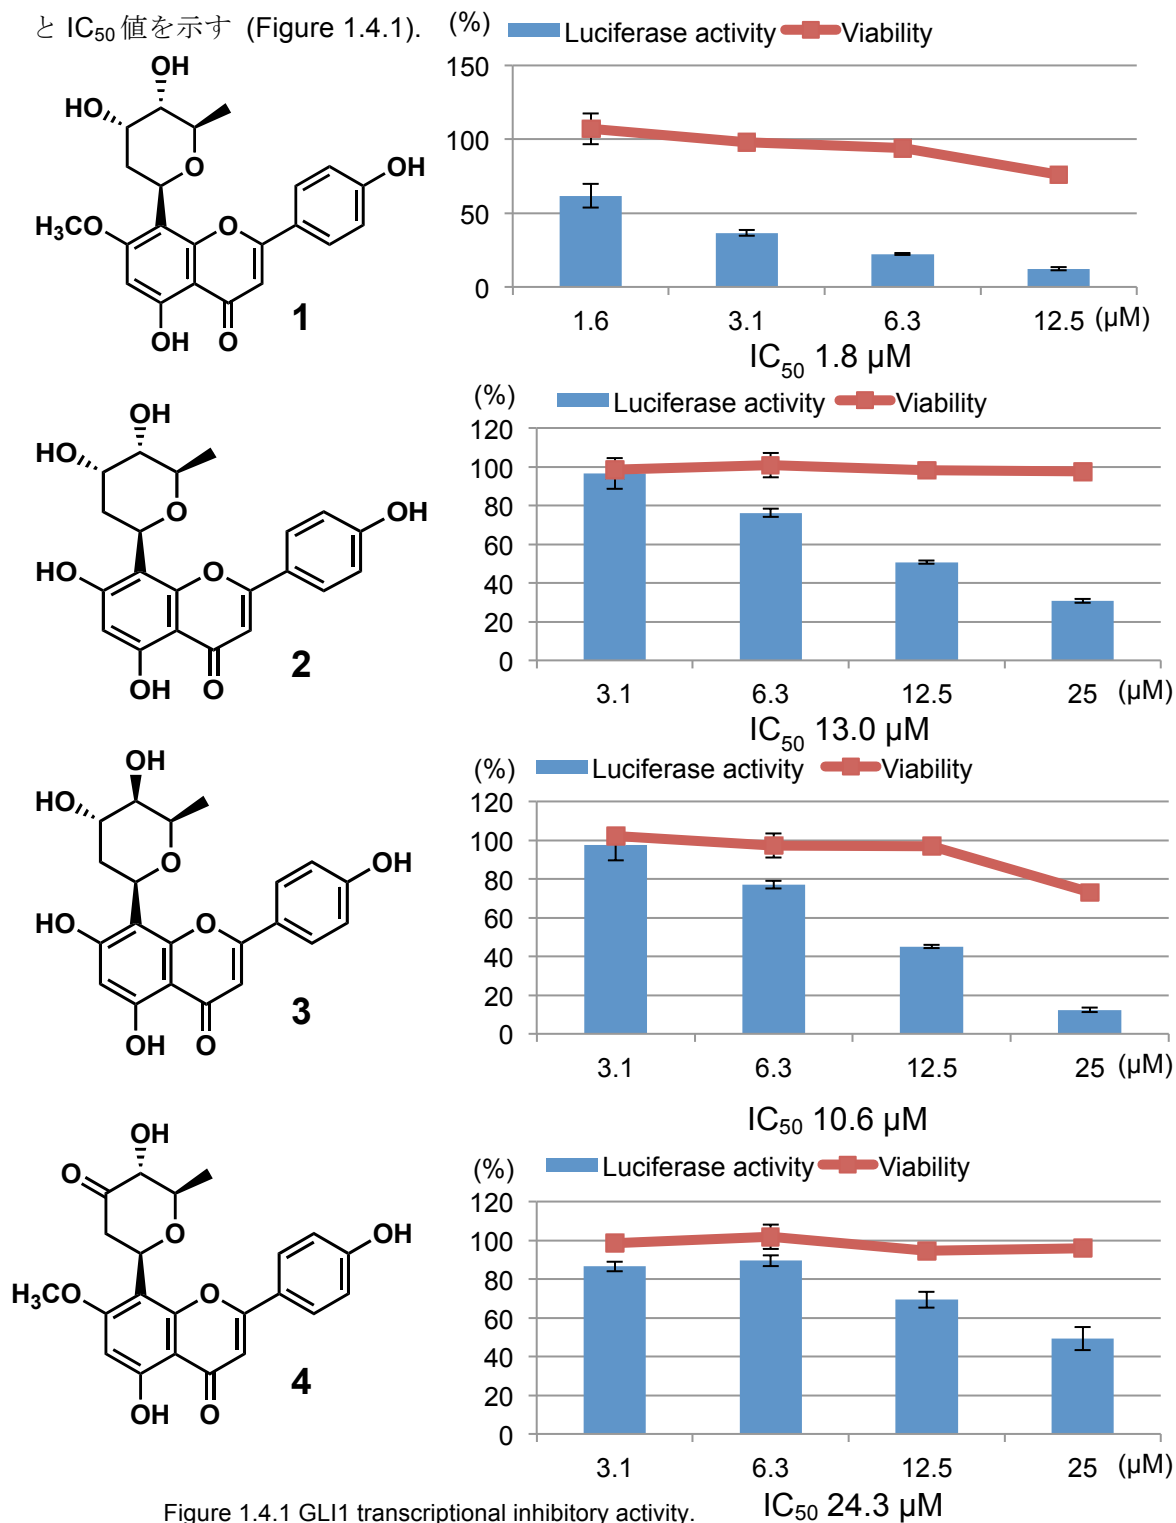 と IC50 値を示す (Figure 1.4.1).
(%) Luciferase activity Viability
150
100
50
0
1.6 3.1 6.3 12.5 (μM)
IC50 1.8 μM
OH
HO
O
OH
H3CO
O
OH O
1
(%) Luciferase activity Viability
120
100
80
60
40
20
0
3.1 6.3 12.5 25 (μM)
IC50 13.0 μM
OH
HO
O
OH
HO
O
OH O
2
(%) Luciferase activity Viability
120
100
80
60
40
20
0
3.1 6.3 12.5 25 (μM)
IC50 10.6 μM
OH
HO
O
OH
HO
O
OH O
3
(%) Luciferase activity Viability
120
100
80
60
40
20
0
3.1 6.3 12.5 25 (μM)
IC50 24.3 μM
OH
O
O
OH
H3CO
O
OH O
4
Figure 1.4.1 GLI1 transcriptional inhibitory activity.